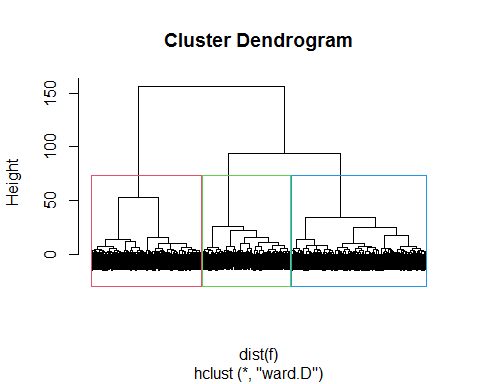 Cluster Dendrogram
Height
150
100
50
0
dist(f)
hclust (*, "ward.D")